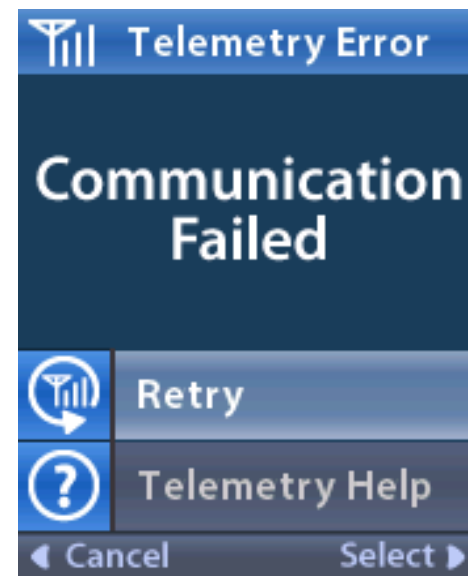 Telemetry Error
Communication
Failed
Retry
?
Telemetry Help
Cancel Select